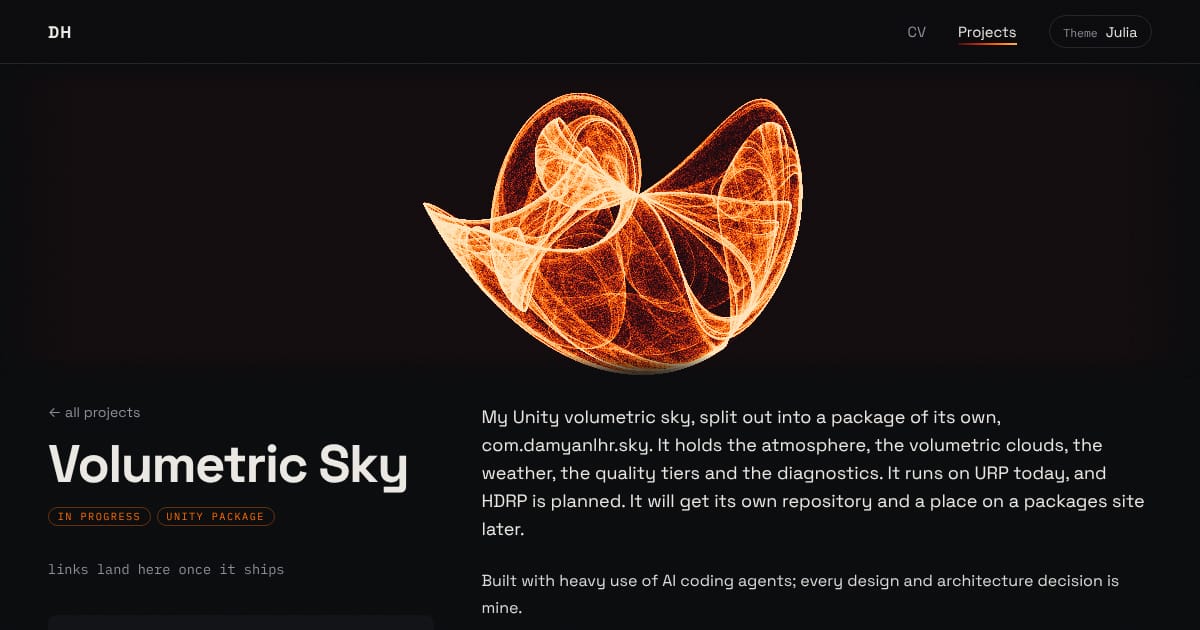 DH
CV
Projects
Theme Julia
← all projects
Volumetric Sky
IN PROGRESS
UNITY PACKAGE
links land here once it ships
My Unity volumetric sky, split out into a package of its own,
com.damyanlhr.sky. It holds the atmosphere, the volumetric clouds, the
weather, the quality tiers and the diagnostics. It runs on URP today, and
HDRP is planned. It will get its own repository and a place on a packages site
later.
Built with heavy use of AI coding agents; every design and architecture decision is
mine.